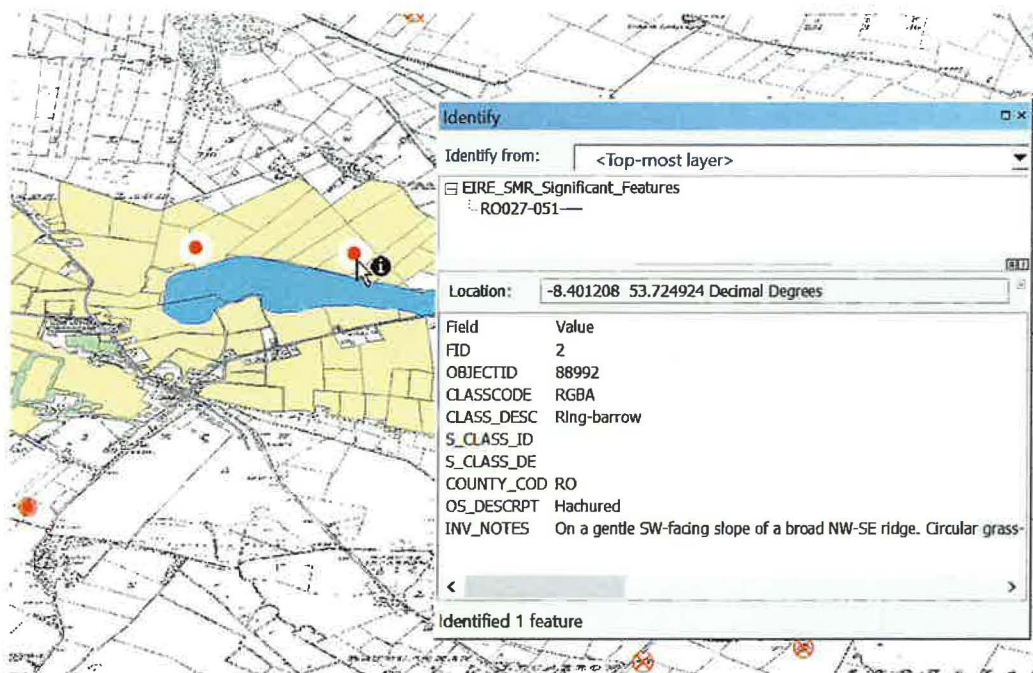 Identify
Identify from: <Top-most layer>
EIRE_SMR_Significant_Features
RO027-051-----
Location: -8.401208 53.724924 Decimal Degrees
Field Value
FID 2
OBJECTID 88992
CLASSCODE RGBA
CLASS_DESC Ring-barrow
S_CLASS_ID
S_CLASS_DE
COUNTY_COD RO
OS_DESCRPT Hachured
INV_NOTES On a gentle SW-facing slope of a broad NW-SE ridge. Circular grass-
Identified 1 feature